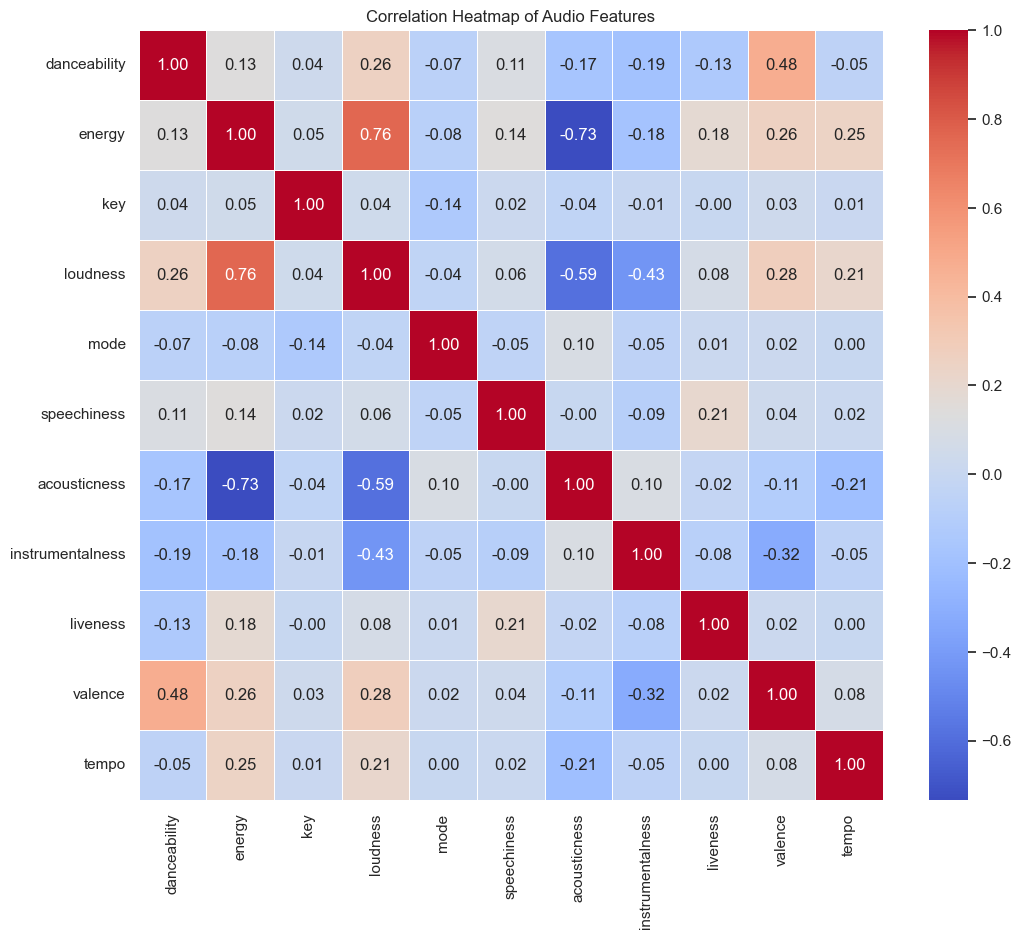 Correlation Heatmap of Audio Features
danceability 1.00 0.13 0.04 0.26 -0.07 0.11 -0.17 -0.19 -0.13 0.48 -0.05
energy 0.13 1.00 0.05 0.76 -0.08 0.14 -0.73 -0.18 0.18 0.26 0.25
key 0.04 0.05 1.00 0.04 -0.14 0.02 -0.04 -0.01 -0.00 0.03 0.01
loudness 0.26 0.76 0.04 1.00 -0.04 0.06 -0.59 -0.43 0.08 0.28 0.21
mode -0.07 -0.08 -0.14 -0.04 1.00 -0.05 0.10 -0.05 0.01 0.02 0.00
speechiness 0.11 0.14 0.02 0.06 -0.05 1.00 -0.00 -0.09 0.21 0.04 0.02
acousticness -0.17 -0.73 -0.04 -0.59 0.10 -0.00 1.00 0.10 -0.02 -0.11 -0.21
instrumentalness -0.19 -0.18 -0.01 -0.43 -0.05 -0.09 0.10 1.00 -0.08 -0.32 -0.05
liveness -0.13 0.18 -0.00 0.08 0.01 0.21 -0.02 -0.08 1.00 0.02 0.00
valence 0.48 0.26 0.03 0.28 0.02 0.04 -0.11 -0.32 0.02 1.00 0.08
tempo -0.05 0.25 0.01 0.21 0.00 0.02 -0.21 -0.05 0.00 0.08 1.00
danceability energy key loudness mode speechiness acousticness instrumentalness liveness valence tempo
1.0
0.8
0.6
0.4
0.2
0.0
−0.2
−0.4
−0.6